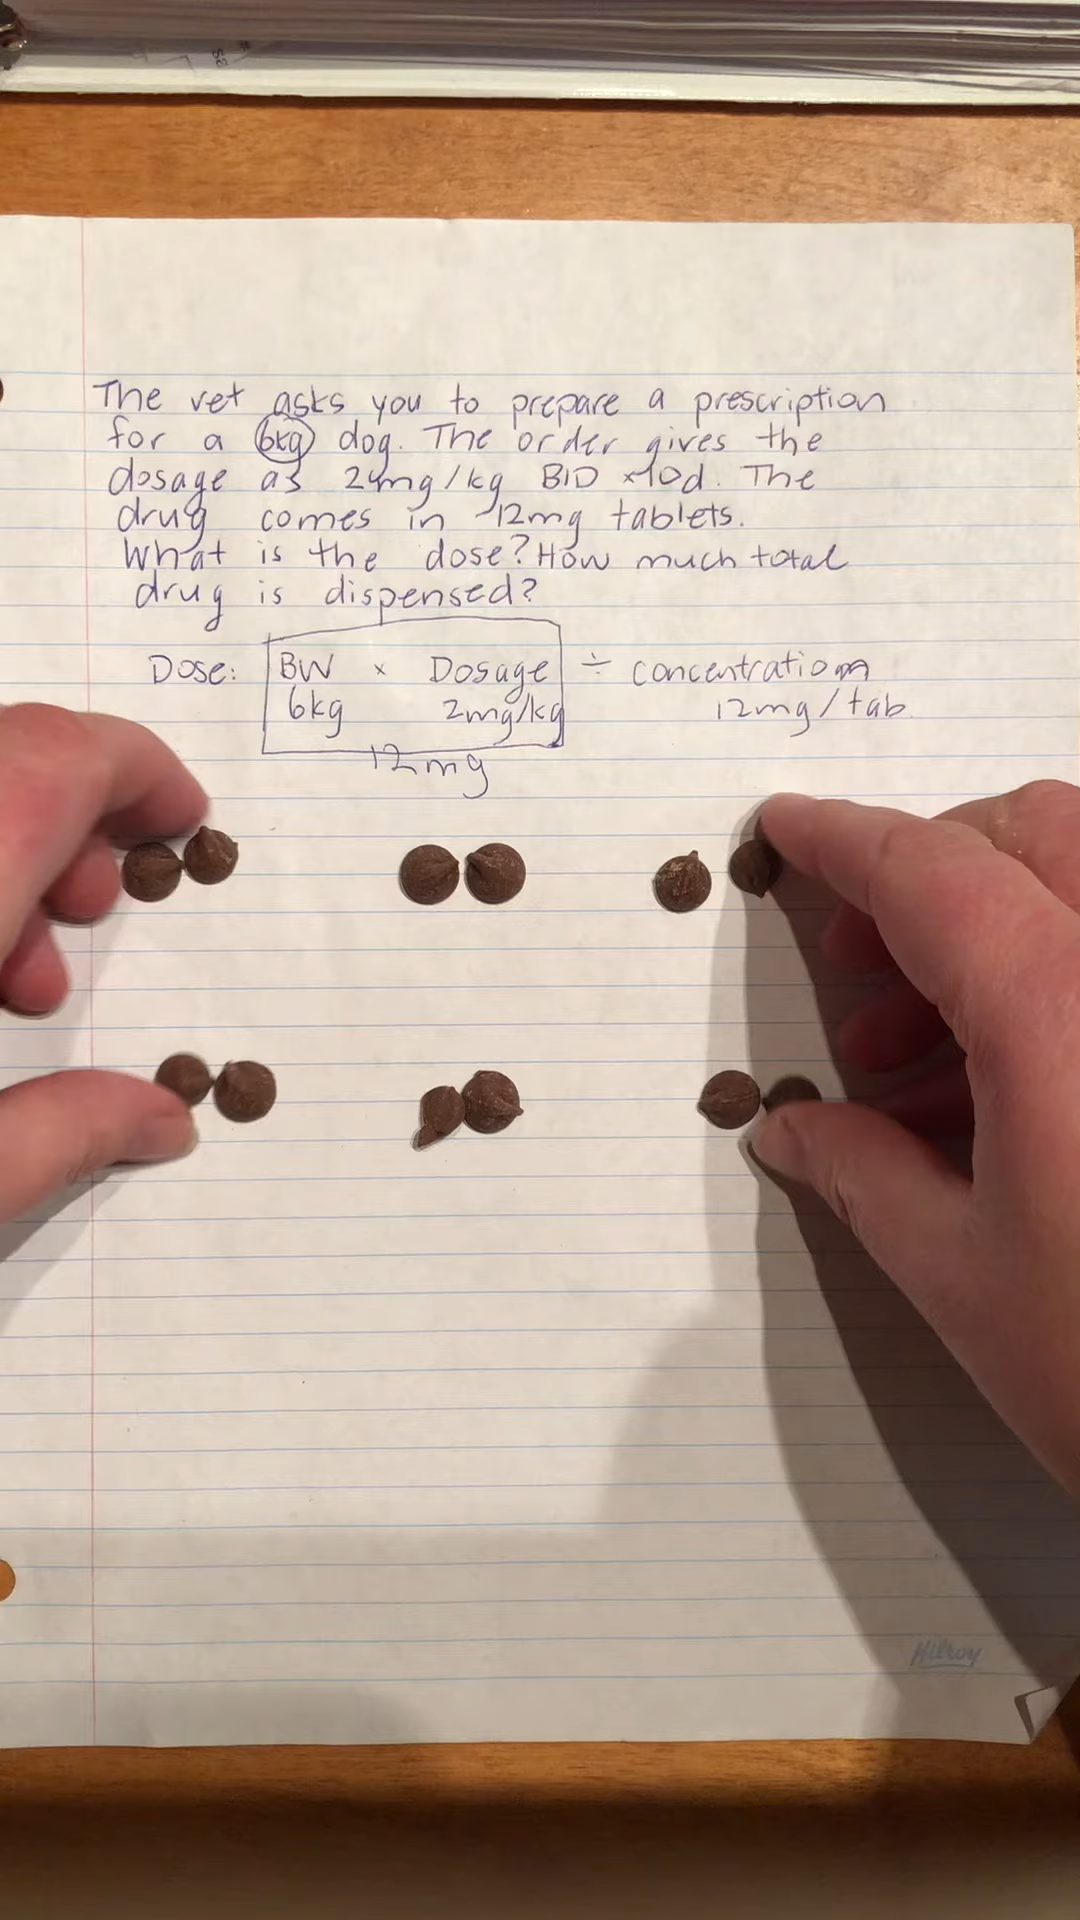 The vet asks you to prepare a prescription
for a 6kg dog. The order gives the
dosage as 2mg/kg BID x10d. The
drug comes in 12mg tablets.
What is the dose? How much total
drug is dispensed?
Dose: BW x Dosage ÷ concentration
6kg 2mg/kg 12mg/tab
12mg
Hilroy